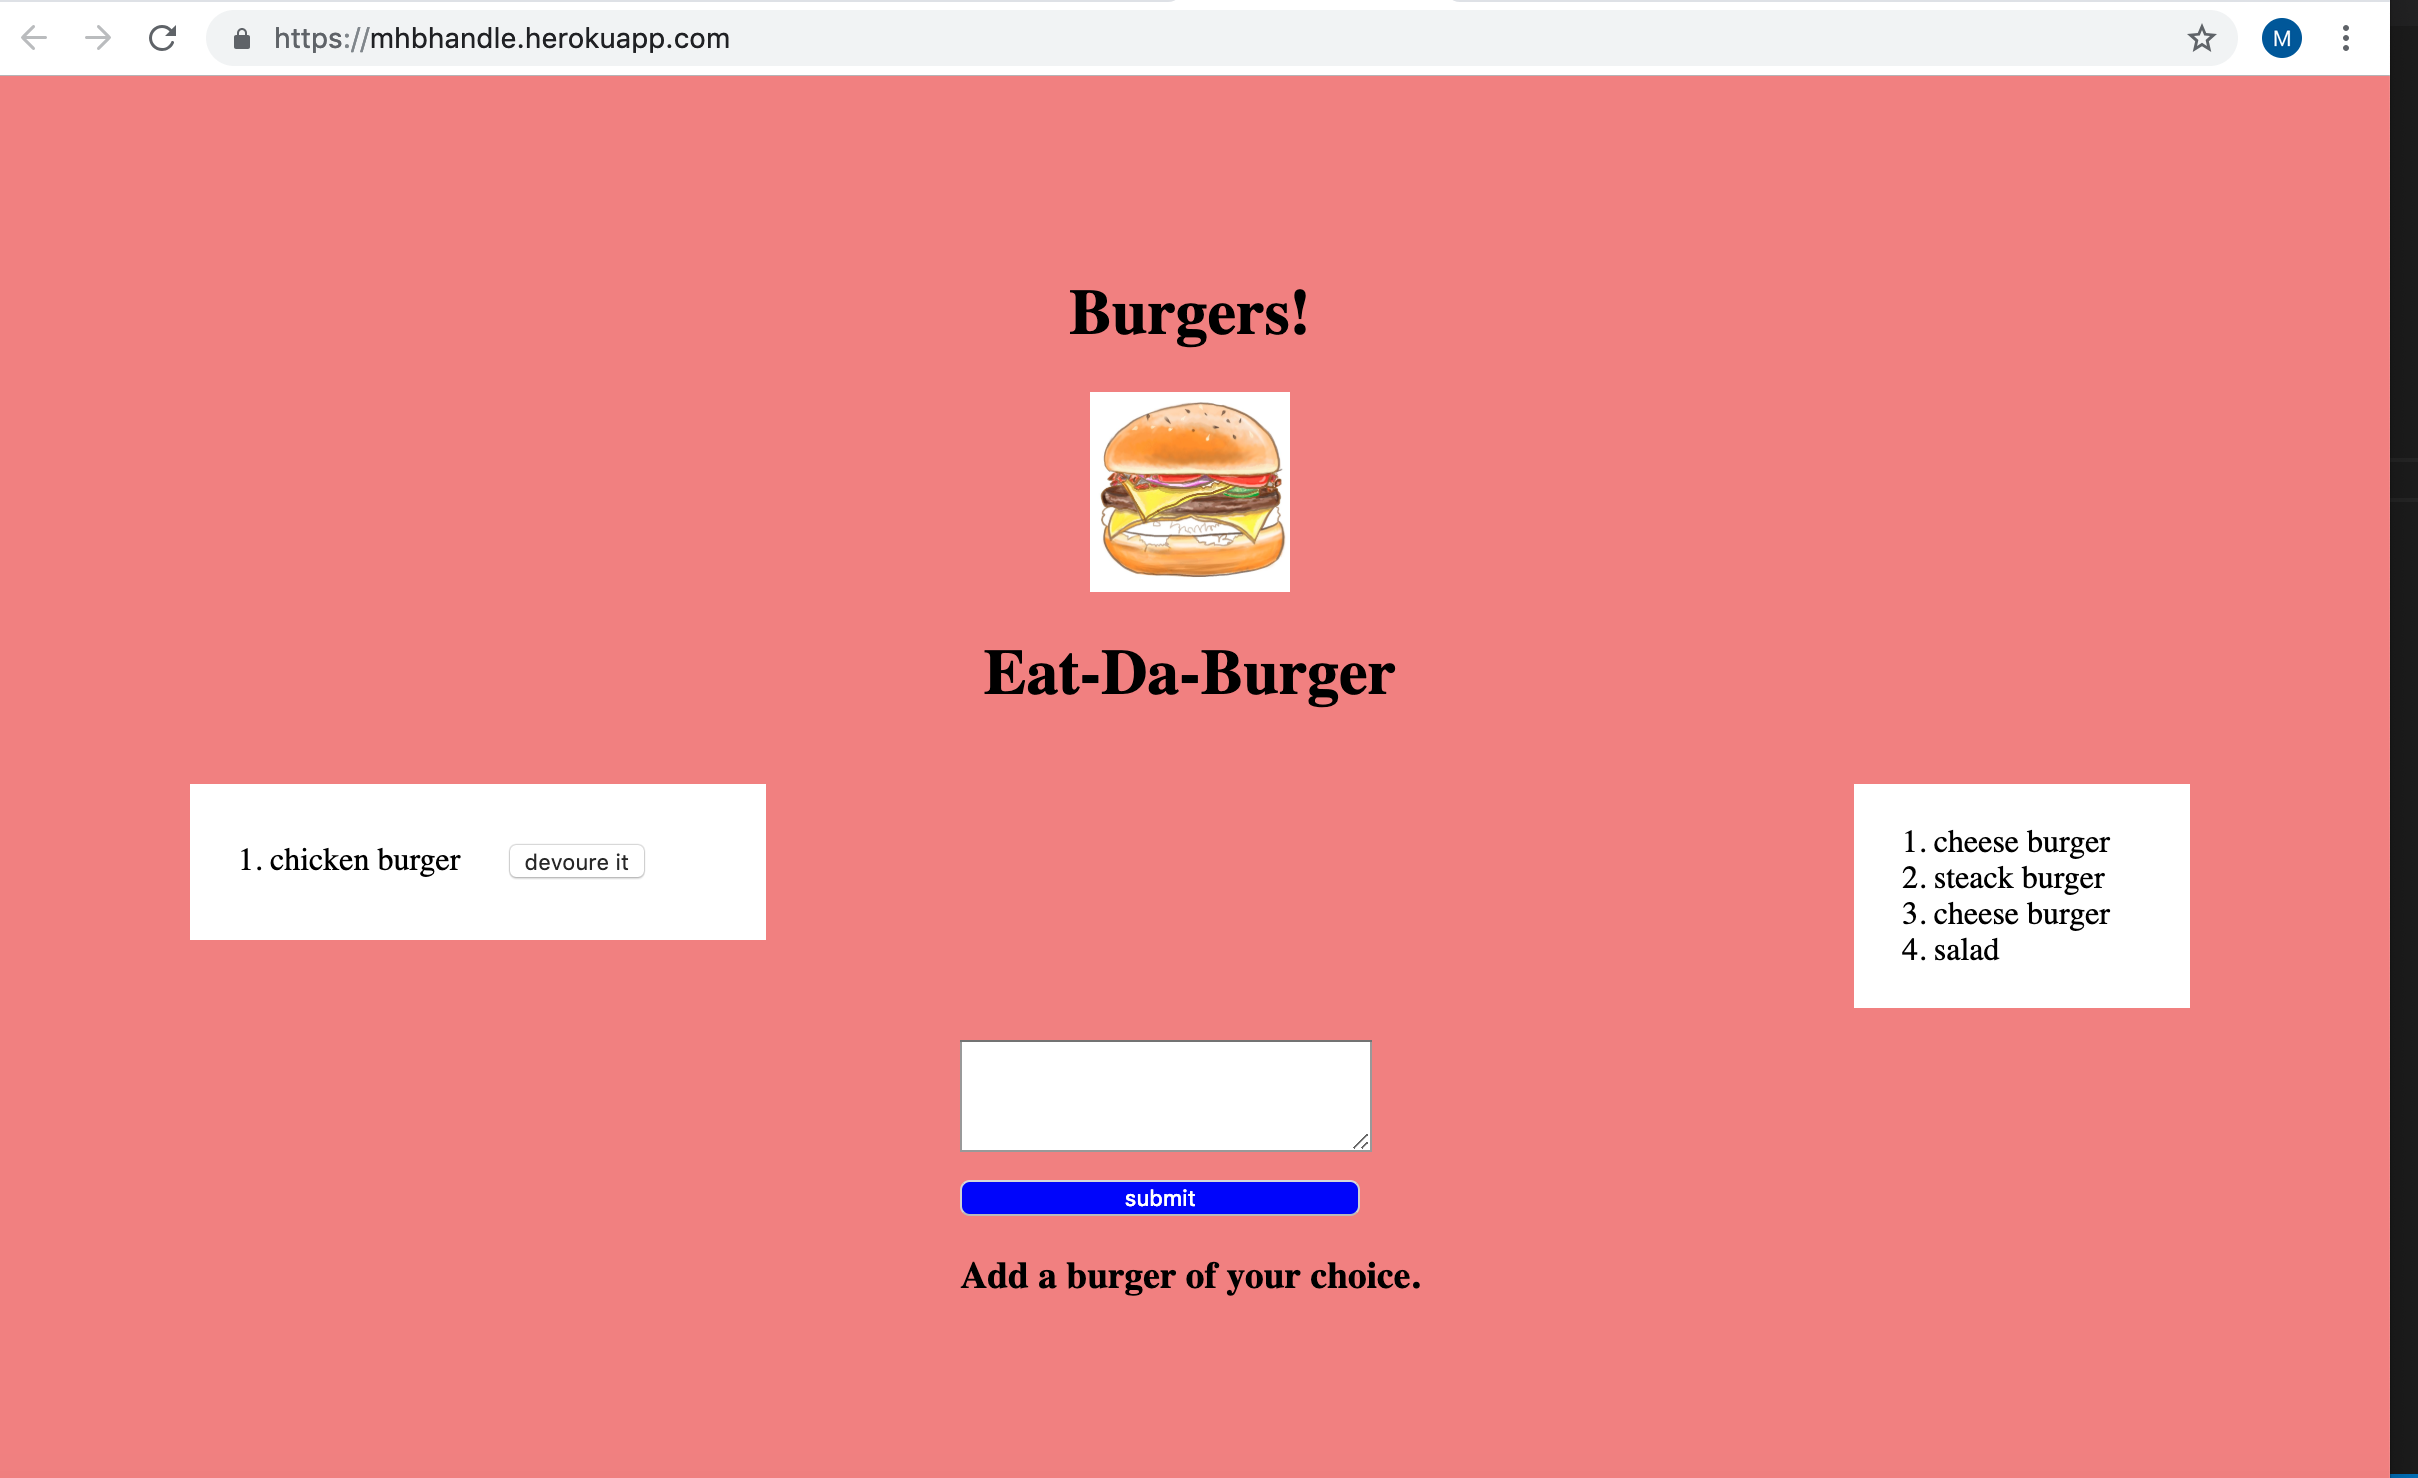 https://mhbhandle.herokuapp.com
M
Burgers!
Eat-Da-Burger
1. chicken burger devoure it
1. cheese burger
2. steack burger
3. cheese burger
4. salad
submit
Add a burger of your choice.